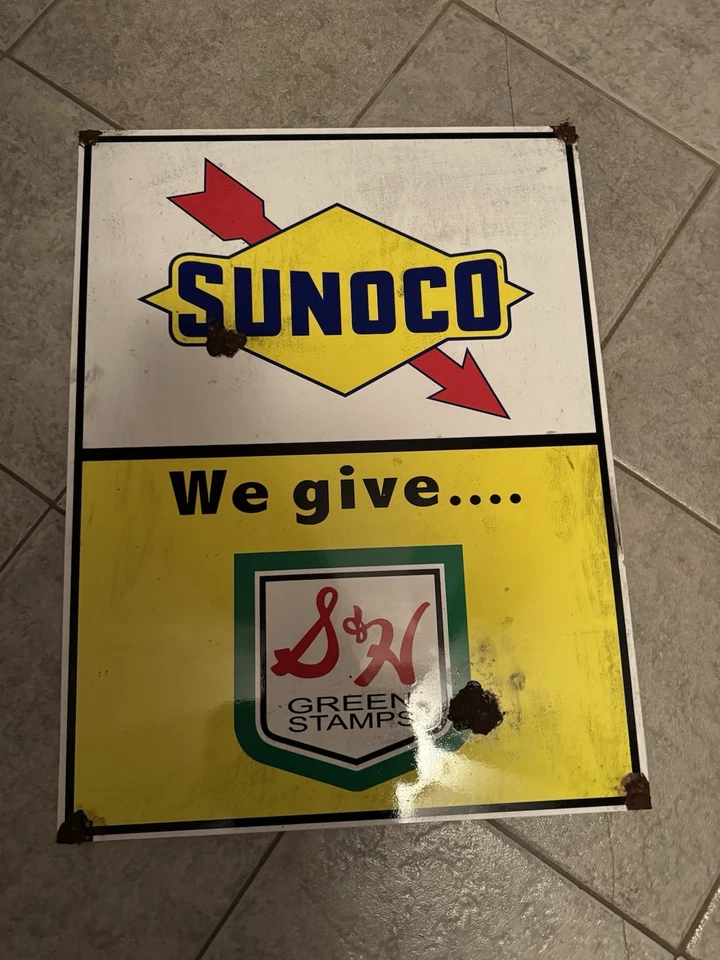 SUNOCO
We give....
S&H
GREEN
STAMPS